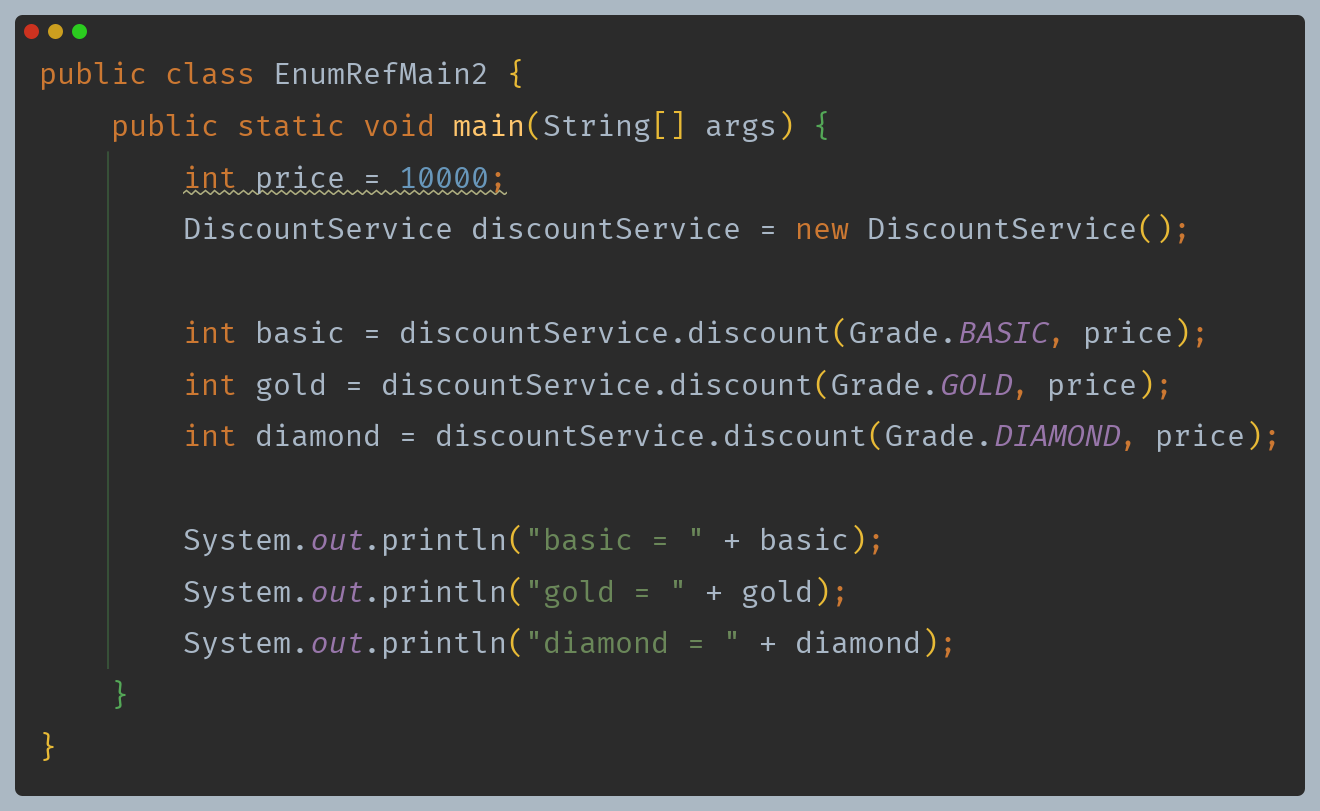 public class EnumRefMain2 {
    public static void main(String[] args) {
        int price = 10000;
        DiscountService discountService = new DiscountService();

        int basic = discountService.discount(Grade.BASIC, price);
        int gold = discountService.discount(Grade.GOLD, price);
        int diamond = discountService.discount(Grade.DIAMOND, price);

        System.out.println("basic = " + basic);
        System.out.println("gold = " + gold);
        System.out.println("diamond = " + diamond);
    }
}